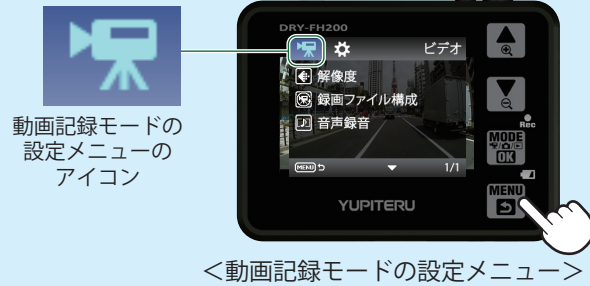 動画記録モードの
設定メニューの
アイコン
DRY-FH200
ビデオ
解像度
録画ファイル構成
音声録音
MENU
1/1
YUPITERU
Rec
MODE
OK
MENU
＜動画記録モードの設定メニュー＞